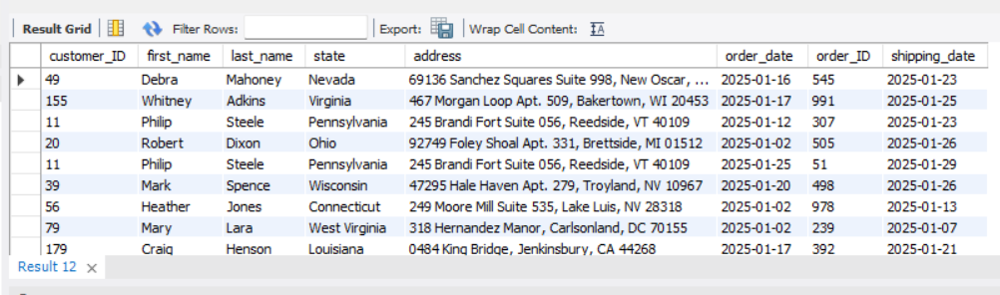 Result Grid Filter Rows: Export: Wrap Cell Content: IA
customer_ID first_name last_name state address order_date order_ID shipping_date
49 Debra Mahoney Nevada 69136 Sanchez Squares Suite 998, New Oscar, ... 2025-01-16 545 2025-01-23
155 Whitney Adkins Virginia 467 Morgan Loop Apt. 509, Bakertown, WI 20453 2025-01-17 991 2025-01-25
11 Philip Steele Pennsylvania 245 Brandi Fort Suite 056, Reedside, VT 40109 2025-01-12 307 2025-01-23
20 Robert Dixon Ohio 92749 Foley Shoal Apt. 331, Brettside, MI 01512 2025-01-02 505 2025-01-26
11 Philip Steele Pennsylvania 245 Brandi Fort Suite 056, Reedside, VT 40109 2025-01-25 51 2025-01-29
39 Mark Spence Wisconsin 47295 Hale Haven Apt. 279, Troyland, NV 10967 2025-01-20 498 2025-01-26
56 Heather Jones Connecticut 249 Moore Mill Suite 535, Lake Luis, NV 28318 2025-01-02 978 2025-01-13
79 Mary Lara West Virginia 318 Hernandez Manor, Carlsonland, DC 70155 2025-01-02 239 2025-01-07
179 Craig Henson Louisiana 0484 King Bridge, Jenkinsbury, CA 44268 2025-01-17 392 2025-01-21
Result 12 ×